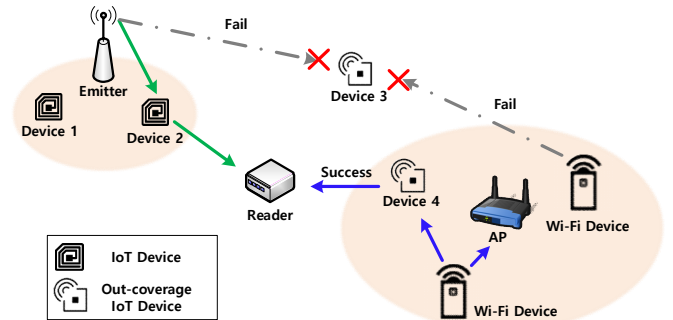 Fail
Emitter
Device 3
Fail
Device 1
Device 2
Success
Device 4
Reader
AP
Wi-Fi Device
IoT Device
Out-coverage
IoT Device
Wi-Fi Device